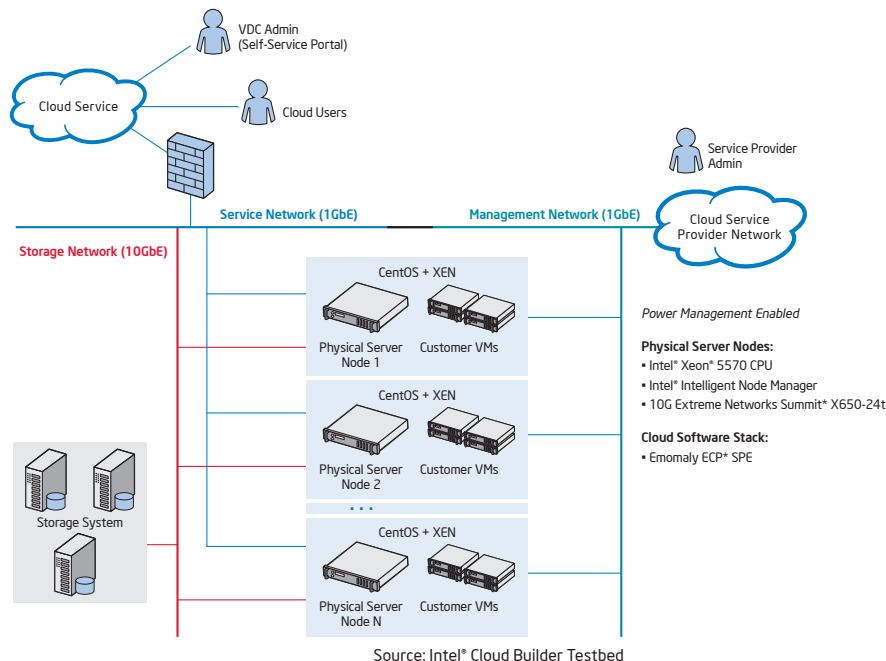 VDC Admin
(Self-Service Portal)
Cloud Service
Cloud Users
Service Provider
Admin
Service Network (1GbE)
Management Network (1GbE)
Cloud Service
Provider Network
Storage Network (10GbE)
CentOS + XEN
Physical Server
Node 1
Customer VMs
Power Management Enabled
Physical Server Nodes:
▪ Intel® Xeon® 5570 CPU
▪ Intel® Intelligent Node Manager
▪ 10G Extreme Networks Summit* X650-24t
Cloud Software Stack:
▪ Emomaly ECP* SPE
CentOS + XEN
Physical Server
Node 2
Customer VMs
Storage System
. . .
CentOS + XEN
Physical Server
Node N
Customer VMs
Source: Intel® Cloud Builder Testbed